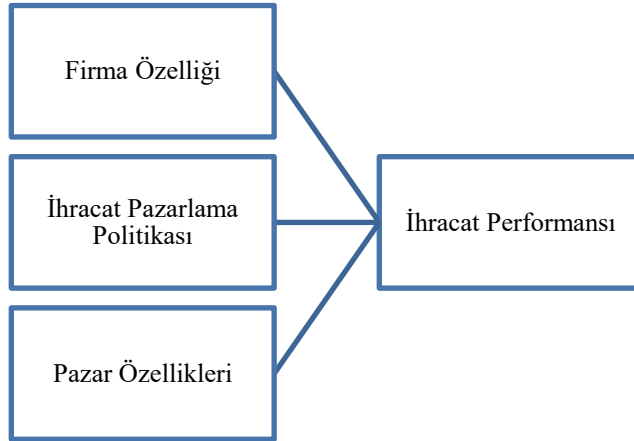 Firma Özelliği
İhracat Pazarlama
Politikası
İhracat Performansı
Pazar Özellikleri